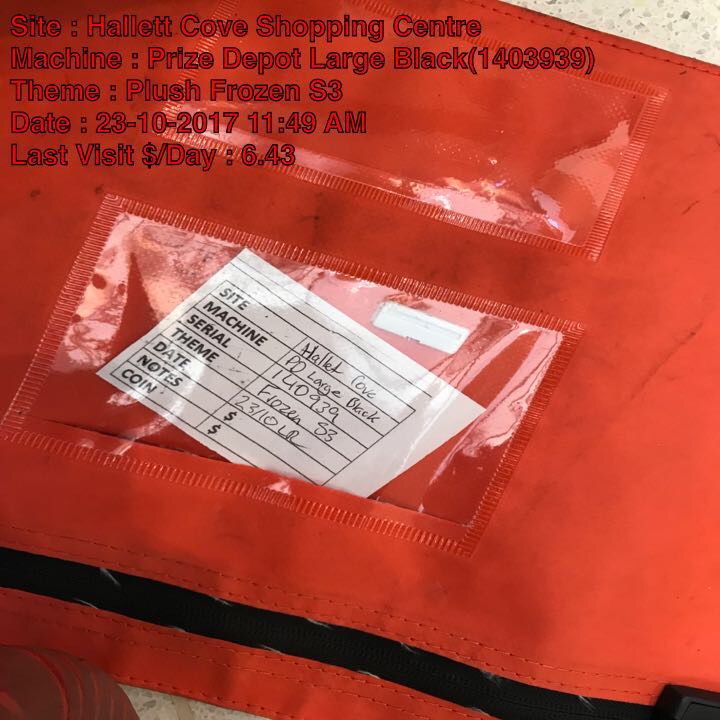 Site : Hallett Cove Shopping Centre
Machine : Prize Depot Large Black(1403939)
Theme : Plush Frozen S3
Date : 23-10-2017 11:49 AM
Last Visit $/Day : 6.43
SITE Hallet Cove
MACHINE PD Large Black
SERIAL 1403939
THEME Frozen S3
DATE 23/10
NOTES $
COIN $